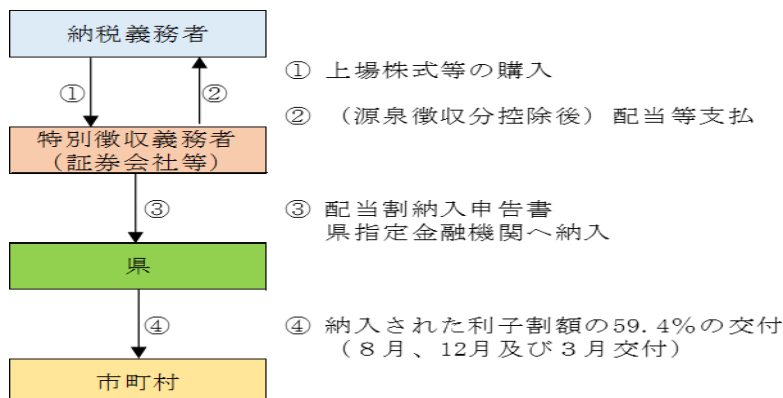 納税義務者
①
②
特別徴収義務者
(証券会社等)
③
県
④
市町村
① 上場株式等の購入
② (源泉徴収分控除後)配当等支払
③ 配当割納入申告書
県指定金融機関へ納入
④ 納入された利子割額の59.4%の交付
(8月、12月及び3月交付)